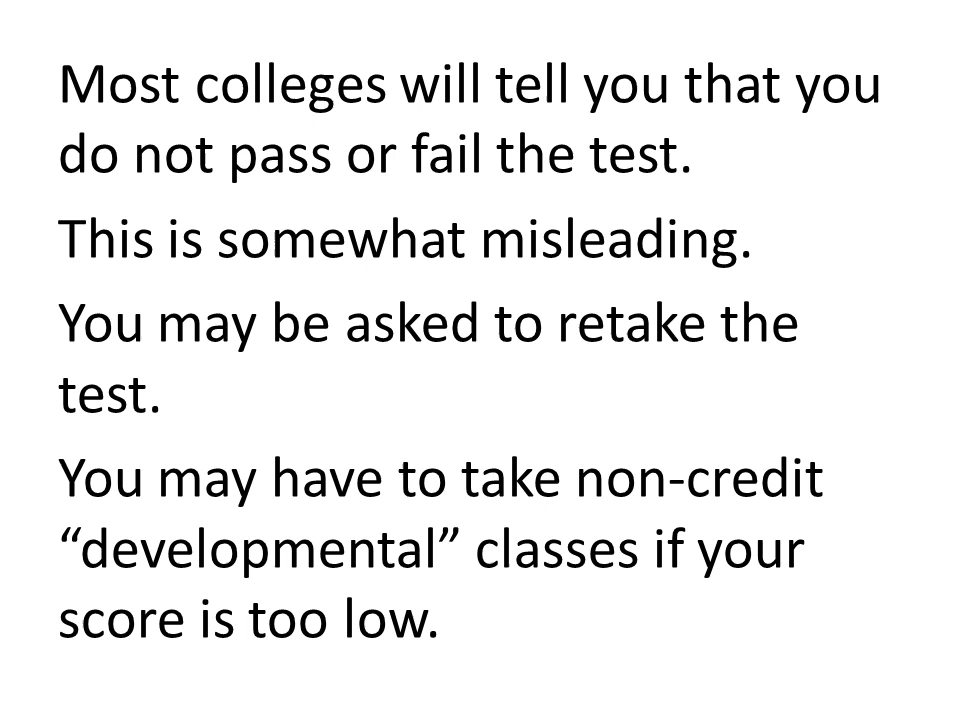 Most colleges will tell you that you
do not pass or fail the test.
This is somewhat misleading.
You may be asked to retake the
test.
You may have to take non-credit
“developmental” classes if your
score is too low.